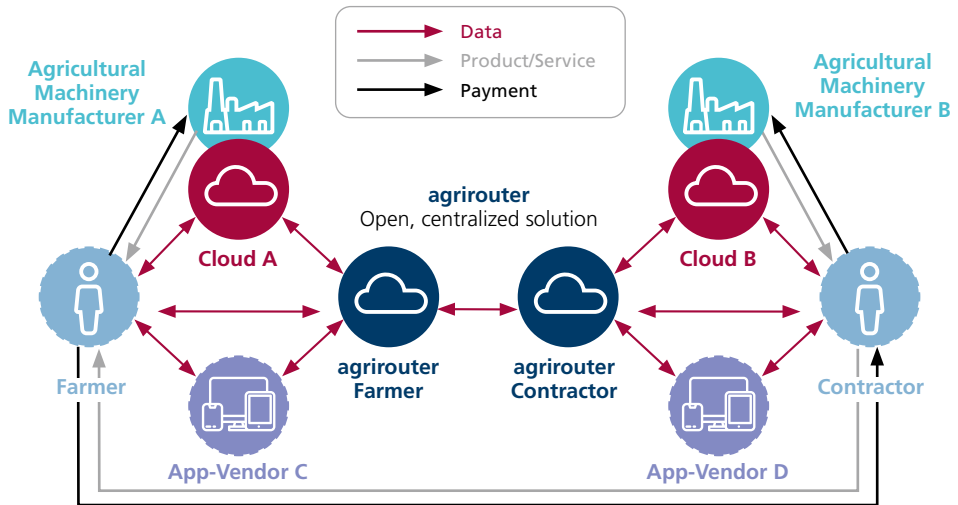 Data
Product/Service
Payment
Agricultural
Machinery
Manufacturer A
Agricultural
Machinery
Manufacturer B
agrirouter
Open, centralized solution
Cloud A
Cloud B
agrirouter
Farmer
agrirouter
Contractor
Farmer
Contractor
App-Vendor C
App-Vendor D